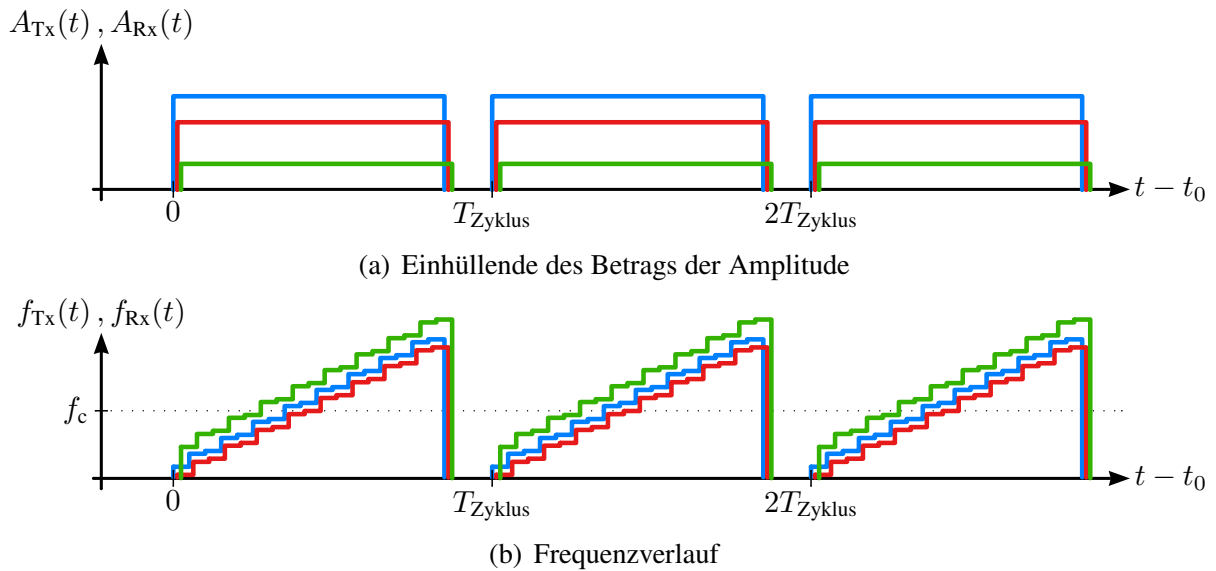 A_Tx(t) , A_Rx(t)
t − t_0
0 T_Zyklus 2T_Zyklus
(a) Einhüllende des Betrags der Amplitude
f_Tx(t) , f_Rx(t)
f_c
t − t_0
0 T_Zyklus 2T_Zyklus
(b) Frequenzverlauf